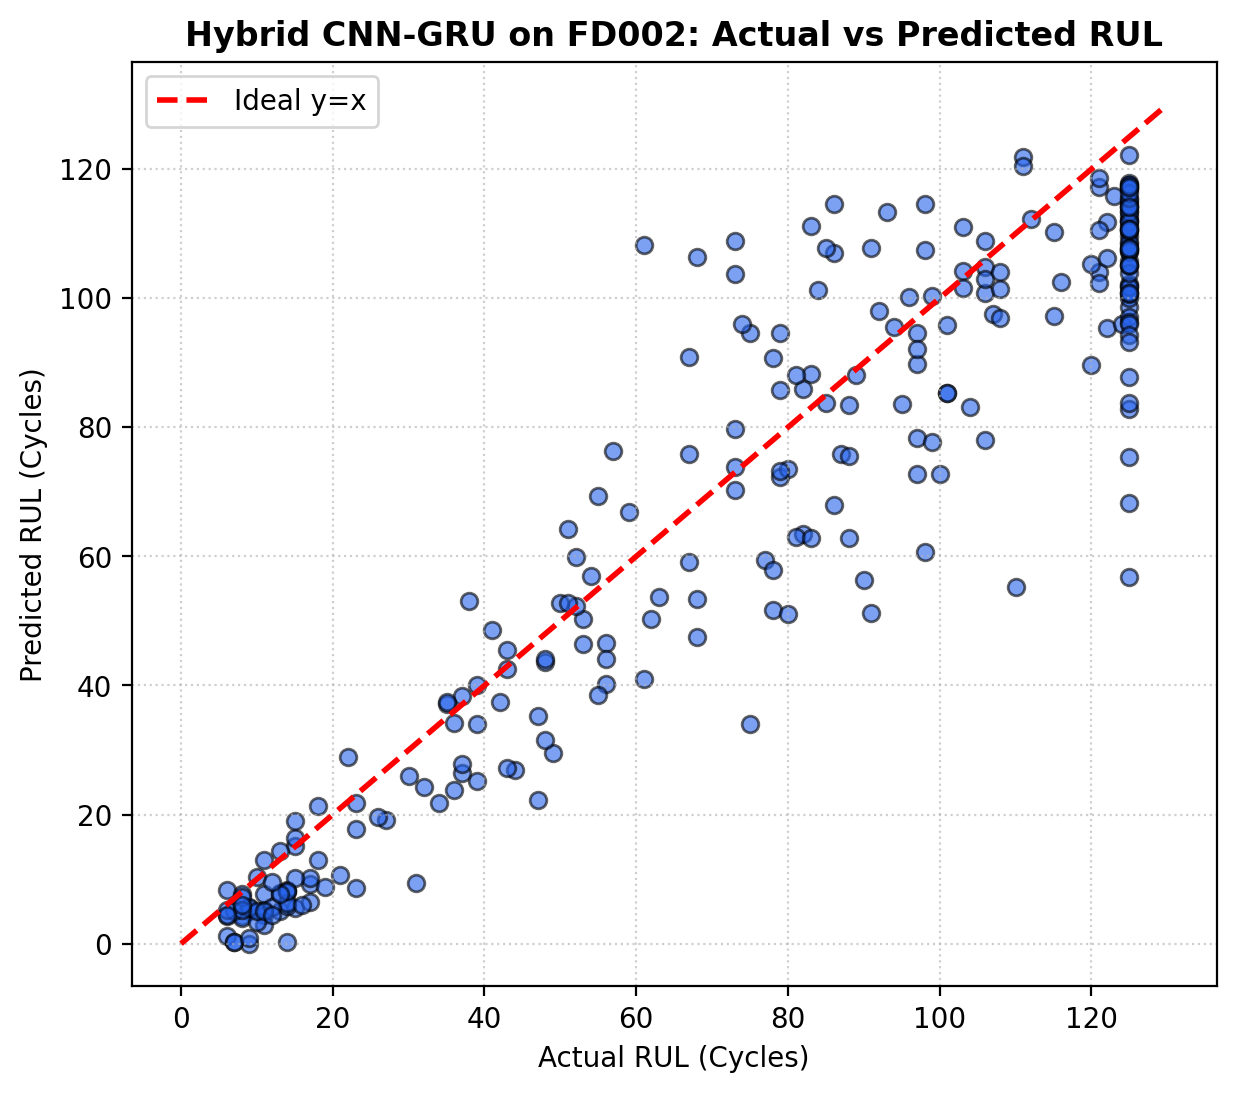 Hybrid CNN-GRU on FD002: Actual vs Predicted RUL
Ideal y=x
120
100
80
60
40
20
0
Predicted RUL (Cycles)
0 20 40 60 80 100 120
Actual RUL (Cycles)